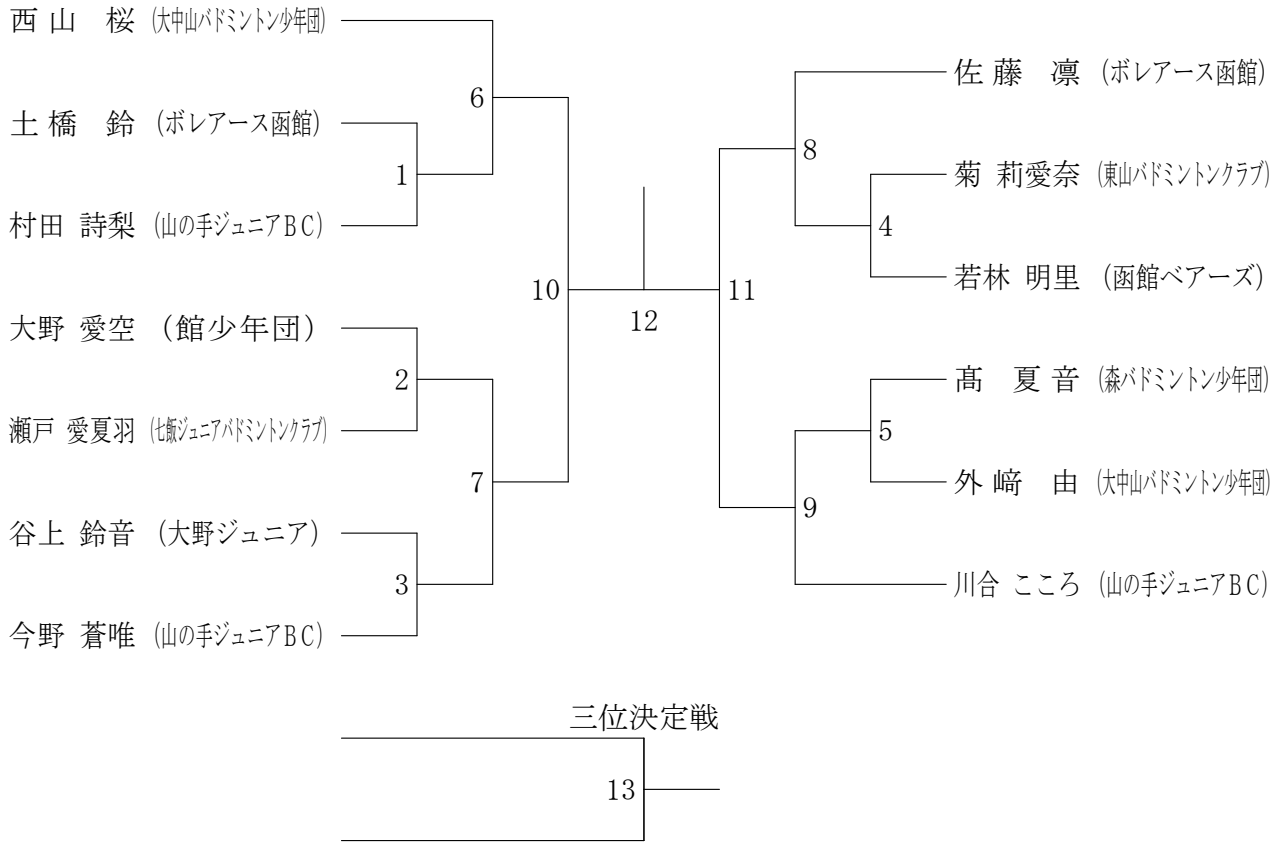 西山 桜 (大中山バドミントン少年団)
土橋 鈴 (ボレアース函館)
村田 詩梨 (山の手ジュニアBC)
大野 愛空 (館少年団)
瀬戸 愛夏羽 (七飯ジュニアバドミントンクラブ)
谷上 鈴音 (大野ジュニア)
今野 蒼唯 (山の手ジュニアBC)
1
2
3
6
7
10
12
11
8
9
4
5
佐藤 凛 (ボレアース函館)
菊 莉愛奈 (東山バドミントンクラブ)
若林 明里 (函館ベアーズ)
髙 夏音 (森バドミントン少年団)
外﨑 由 (大中山バドミントン少年団)
川合 こころ (山の手ジュニアBC)
三位決定戦
13